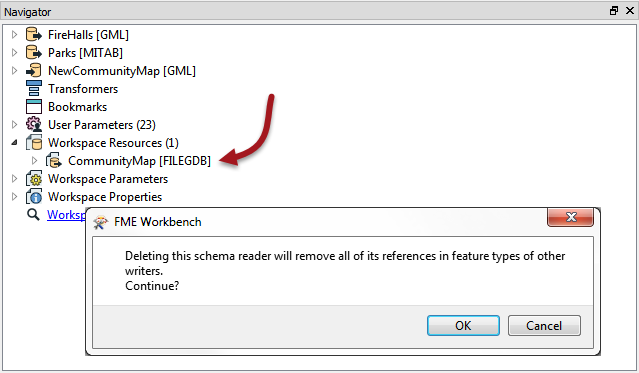 Navigator
FireHalls [GML]
Parks [MITAB]
NewCommunityMap [GML]
Transformers
Bookmarks
User Parameters (23)
Workspace Resources (1)
CommunityMap [FILEGDB]
Workspace Parameters
Workspace Properties
Worksp
FME Workbench
Deleting this schema reader will remove all of its references in feature types of other
writers.
Continue?
OK
Cancel